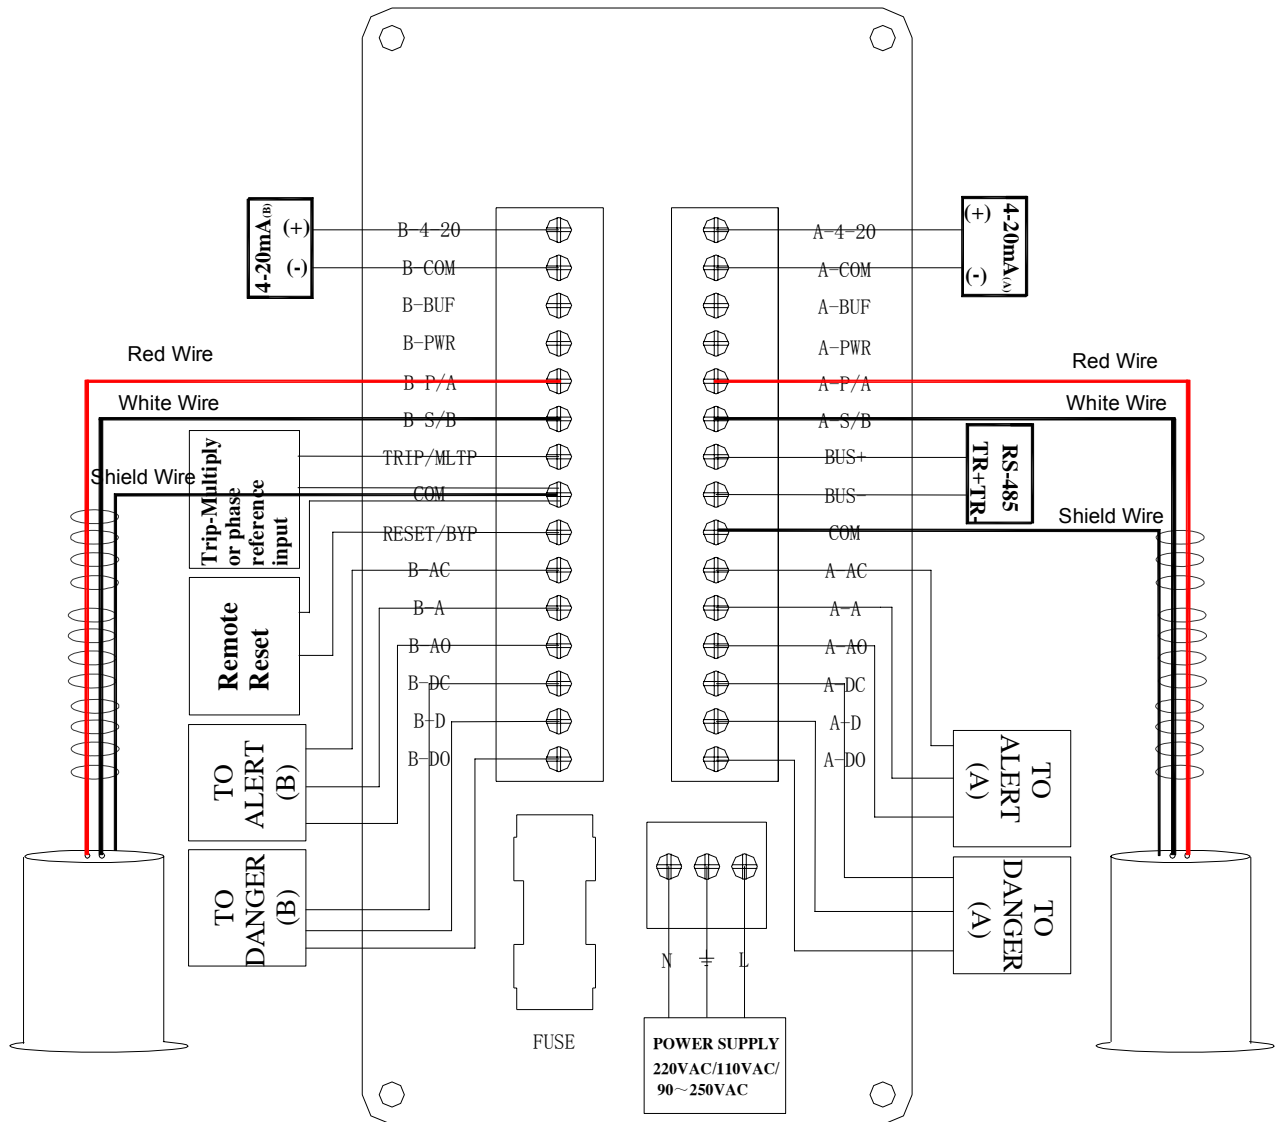 4-20mA(B)
(+)
(-)
B-4-20
B-COM
B-BUF
B-PWR
B-P/A
B-S/B
TRIP/MLTP
COM
RESET/BYP
B-AC
B-A
B-AO
B-DC
B-D
B-DO
A-4-20
A-COM
A-BUF
A-PWR
A-P/A
A-S/B
BUS+
BUS-
COM
A-AC
A-A
A-AO
A-DC
A-D
A-DO
(+)
(-)
4-20mA(A)
Red Wire
White Wire
Shield Wire
Trip-Multiply
or phase
reference
input
Remote
Reset
TO
ALERT
(B)
TO
DANGER
(B)
Red Wire
White Wire
RS-485
TR+TR-
Shield Wire
TO
ALERT
(A)
TO
DANGER
(A)
FUSE
N
L
POWER SUPPLY
220VAC/110VAC/
90～250VAC